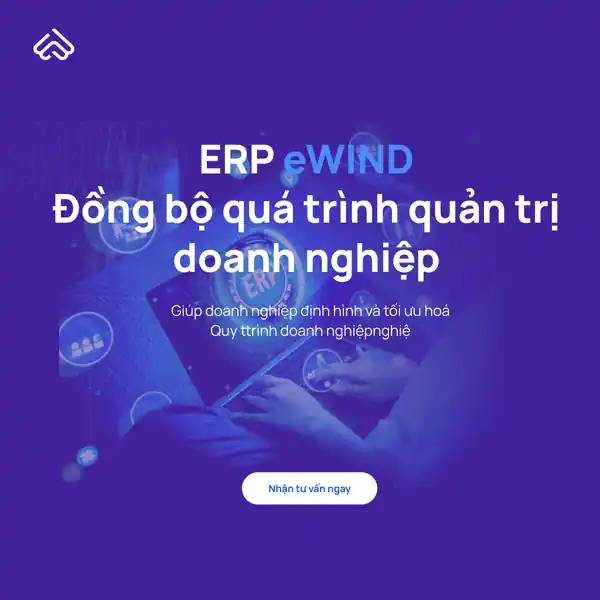 ERP eWIND
Đồng bộ quá trình quản trị
doanh nghiệp
ERP
Giúp doanh nghiệp định hình và tối ưu hoá
Quy ttrình doanh nghiệpnghiệ
Nhận tư vấn ngay